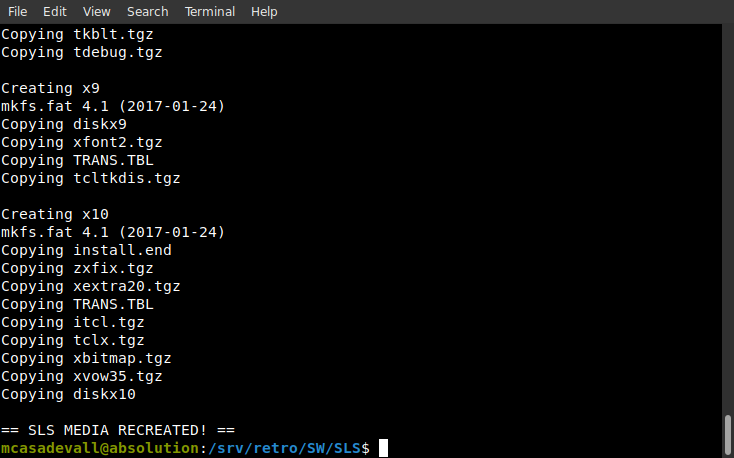 File Edit View Search Terminal Help
Copying tkblt.tgz
Copying tdebug.tgz
Creating x9
mkfs.fat 4.1 (2017-01-24)
Copying diskx9
Copying xfont2.tgz
Copying TRANS.TBL
Copying tcltkdis.tgz
Creating x10
mkfs.fat 4.1 (2017-01-24)
Copying install.end
Copying zxfix.tgz
Copying xextra20.tgz
Copying TRANS.TBL
Copying itcl.tgz
Copying tclx.tgz
Copying xbitmap.tgz
Copying xvow35.tgz
Copying diskx10
== SLS MEDIA RECREATED! ==
mcasadevall@absolution:/srv/retro/SW/SLS$